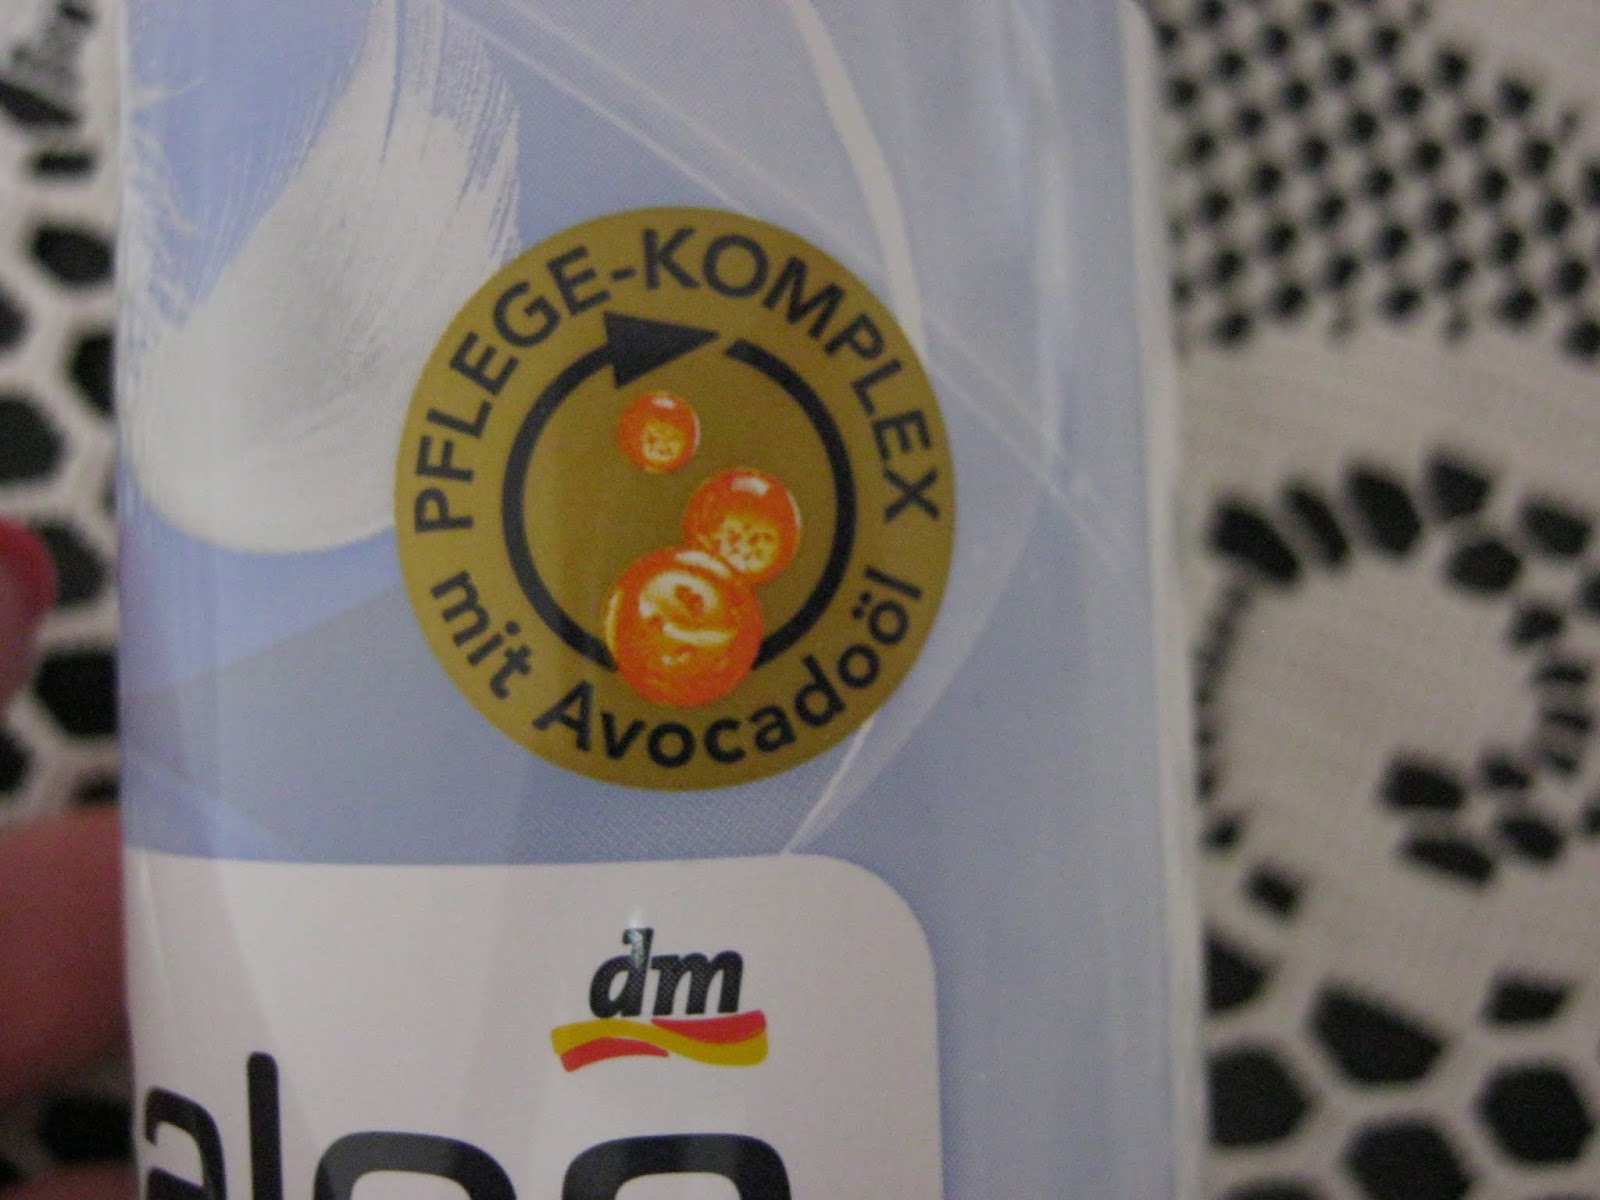 PFLEGE-KOMPLEX
mit Avocadoöl
dm